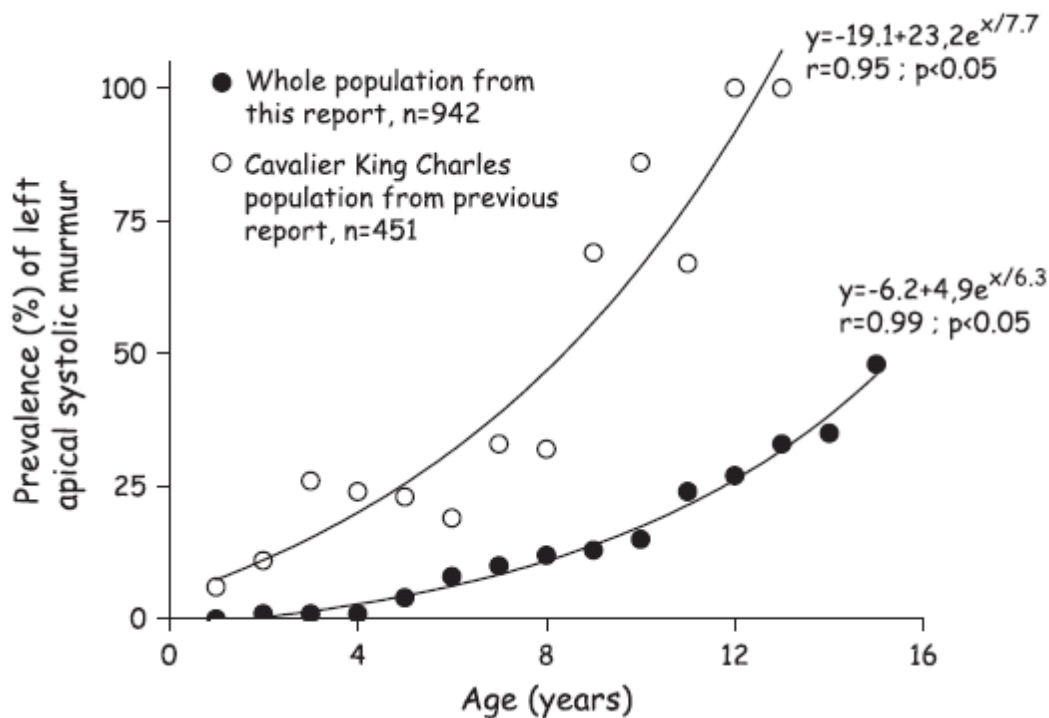 y=-19.1+23,2e^x/7.7
r=0.95 ; p<0.05
100
Whole population from
this report, n=942
Cavalier King Charles
population from previous
report, n=451
75
Prevalence (%) of left
apical systolic murmur
y=-6.2+4,9e^x/6.3
r=0.99 ; p<0.05
50
25
0
0 4 8 12 16
Age (years)